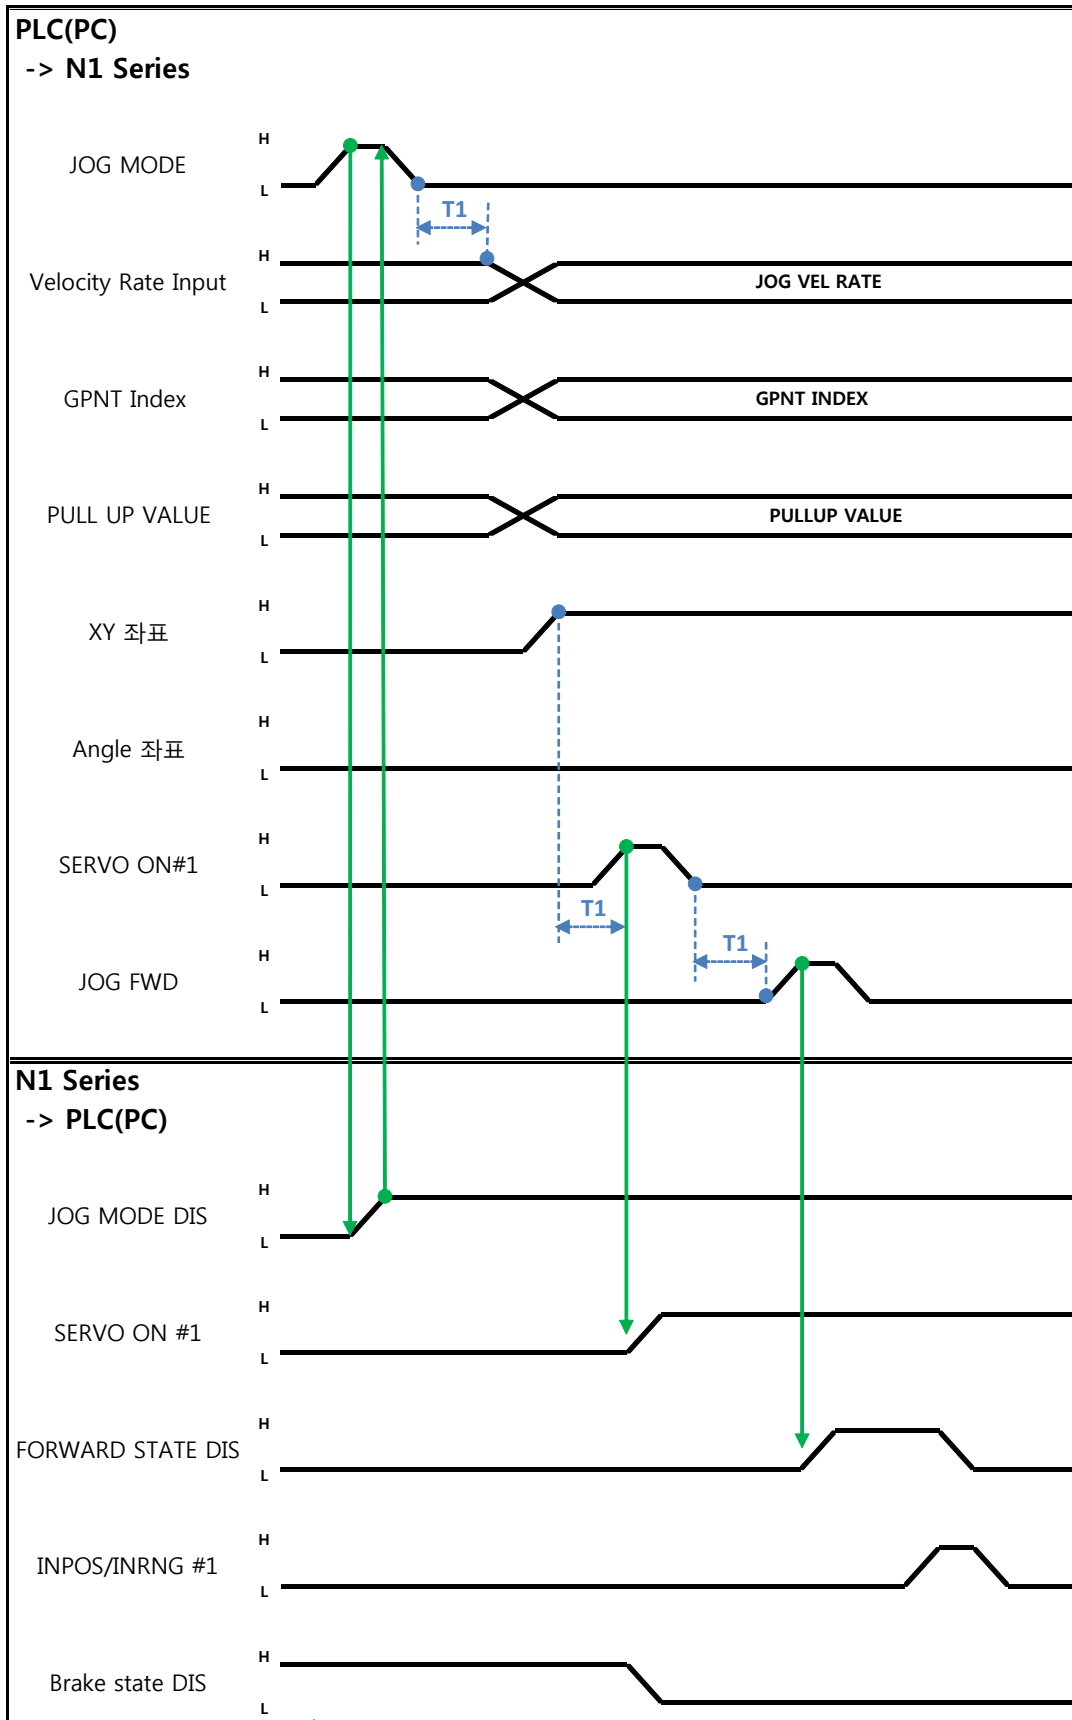 PLC(PC)
-> N1 Series
H
JOG MODE
L
T1
H
Velocity Rate Input
JOG VEL RATE
L
H
GPNT Index
GPNT INDEX
L
H
PULL UP VALUE
PULLUP VALUE
L
H
XY 좌표
L
H
Angle 좌표
L
H
SERVO ON#1
L
T1
T1
H
JOG FWD
L
N1 Series
-> PLC(PC)
H
JOG MODE DIS
L
H
SERVO ON #1
L
H
FORWARD STATE DIS
L
H
INPOS/INRNG #1
L
H
Brake state DIS
L